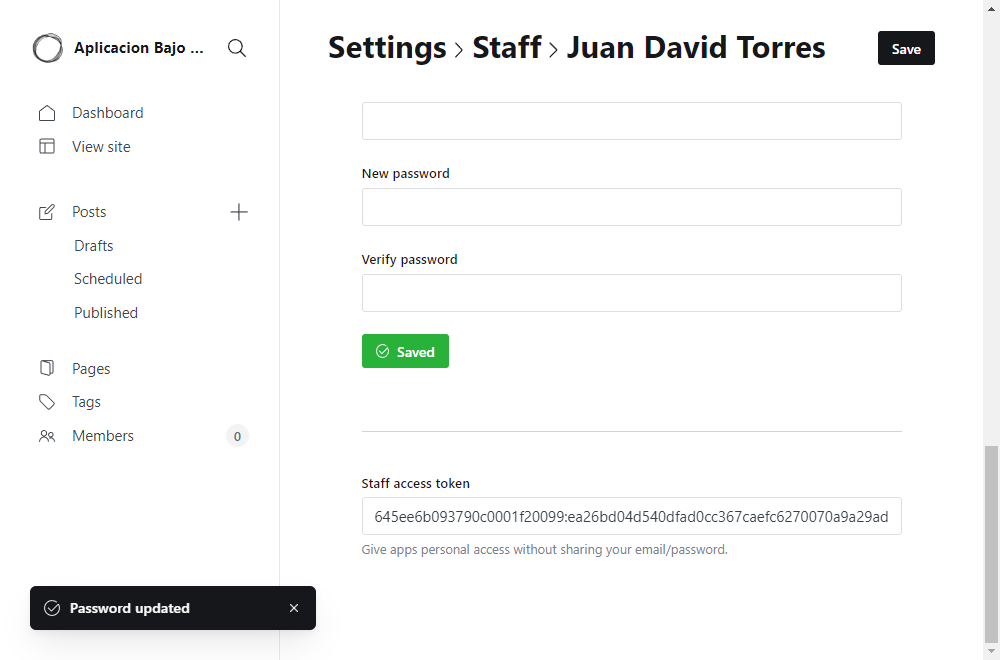 Aplicacion Bajo ...
Settings > Staff > Juan David Torres
Save
Dashboard
View site
Posts
Drafts
Scheduled
Published
Pages
Tags
Members
0
New password
Verify password
Saved
Staff access token
645ee6b093790c0001f20099:ea26bd04d540dfad0cc367caefc6270070a9a29ad
Give apps personal access without sharing your email/password.
Password updated